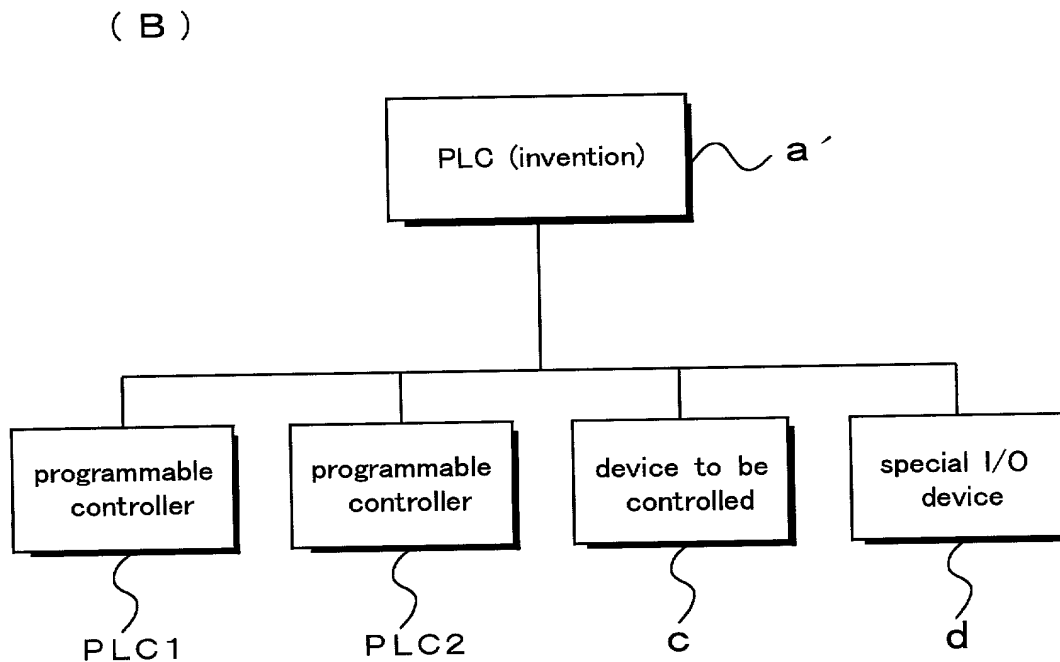 ( B )
PLC (invention)
a´
programmable
controller
programmable
controller
device to be
controlled
special I/O
device
PLC1
PLC2
c
d